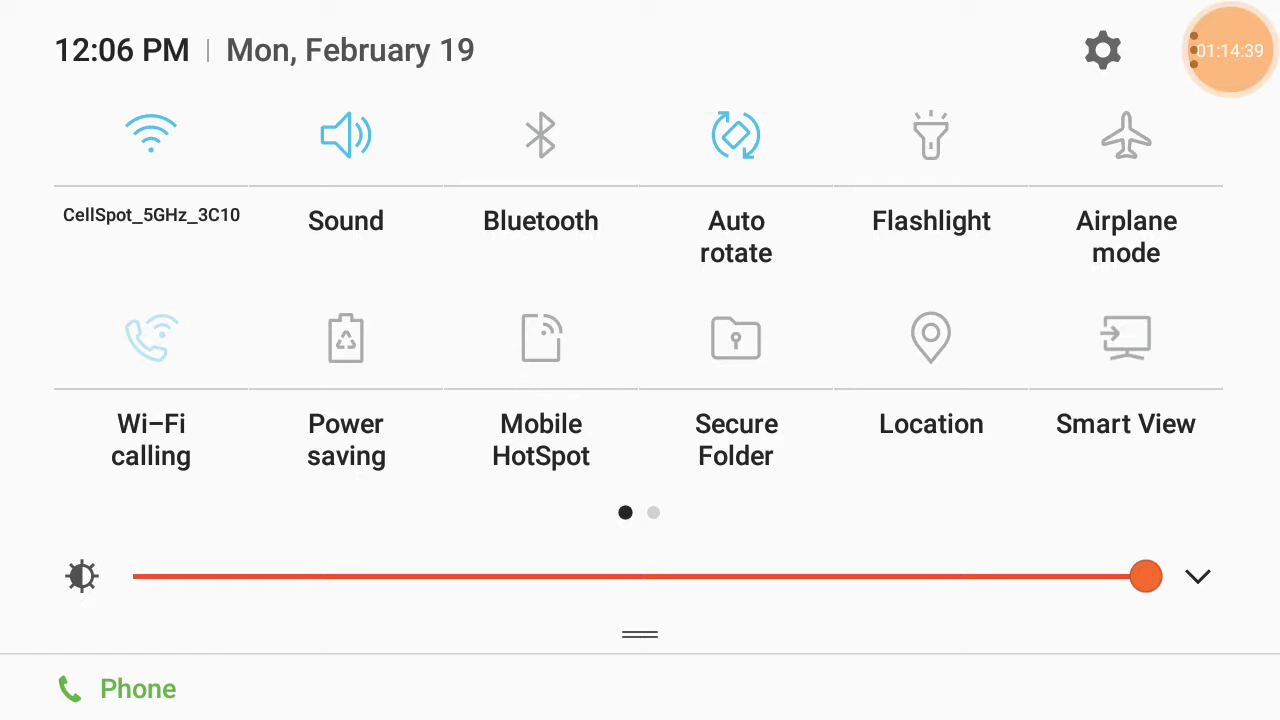 12:06 PM | Mon, February 19
01:14:39
CellSpot_5GHz_3C10
Sound
Bluetooth
Auto
rotate
Flashlight
Airplane
mode
Wi-Fi
calling
Power
saving
Mobile
HotSpot
Secure
Folder
Location
Smart View
Phone